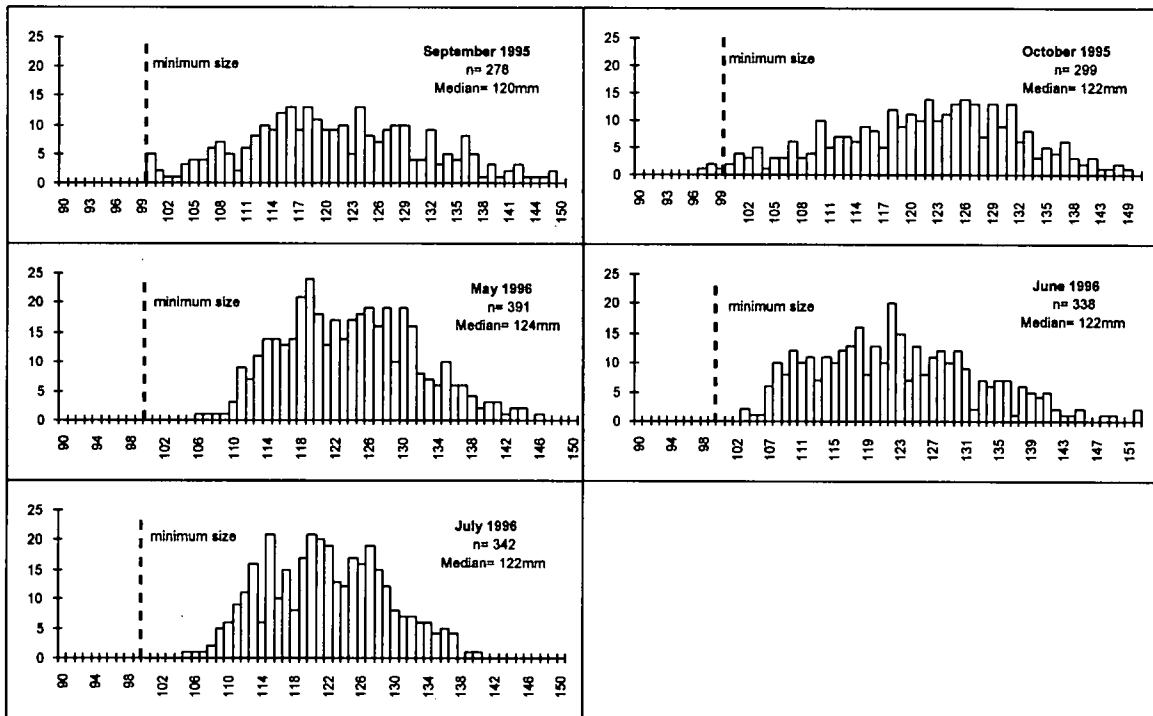 September 1995
n= 278
Median= 120mm
minimum size
25
20
15
10
5
0
90 93 96 99 102 105 108 111 114 117 120 123 126 129 132 135 138 141 144 150
October 1995
n= 299
Median= 122mm
minimum size
25
20
15
10
5
0
90 93 96 99 102 105 108 111 114 117 120 123 126 129 132 135 138 143 149
May 1996
n= 391
Median= 124mm
minimum size
25
20
15
10
5
0
90 94 98 102 106 110 114 118 122 126 130 134 138 142 146 150
June 1996
n= 338
Median= 122mm
minimum size
25
20
15
10
5
0
90 94 98 102 107 111 115 119 123 127 131 135 139 143 147 151
July 1996
n= 342
Median= 122mm
minimum size
25
20
15
10
5
0
90 94 98 102 106 110 114 118 122 126 130 134 138 142 146 150